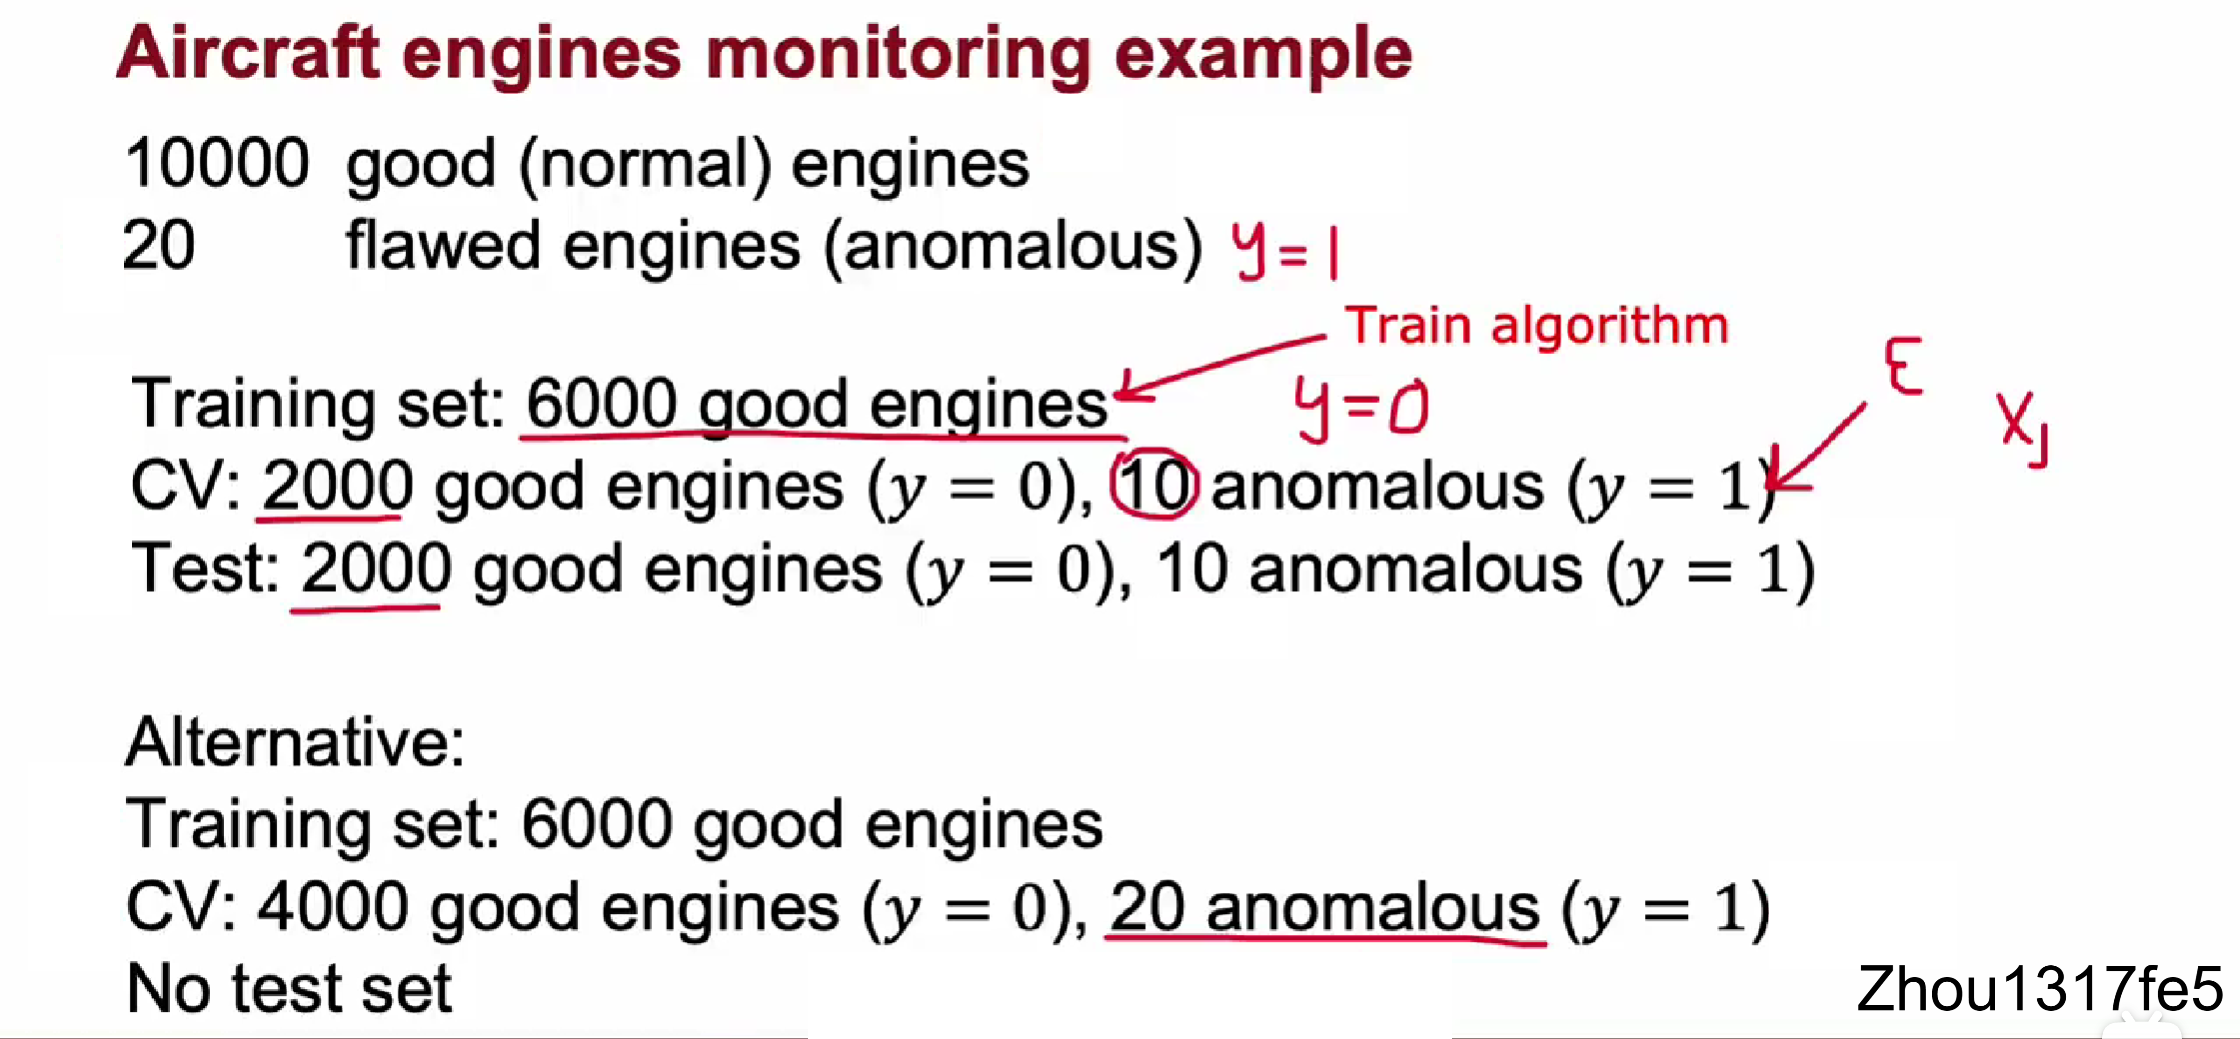 Aircraft engines monitoring example
10000 good (normal) engines
20 flawed engines (anomalous) y=1
Train algorithm
ε
Training set: 6000 good engines y=0
xj
CV: 2000 good engines (y = 0), 10 anomalous (y = 1)
Test: 2000 good engines (y = 0), 10 anomalous (y = 1)
Alternative:
Training set: 6000 good engines
CV: 4000 good engines (y = 0), 20 anomalous (y = 1)
No test set
Zhou1317fe5